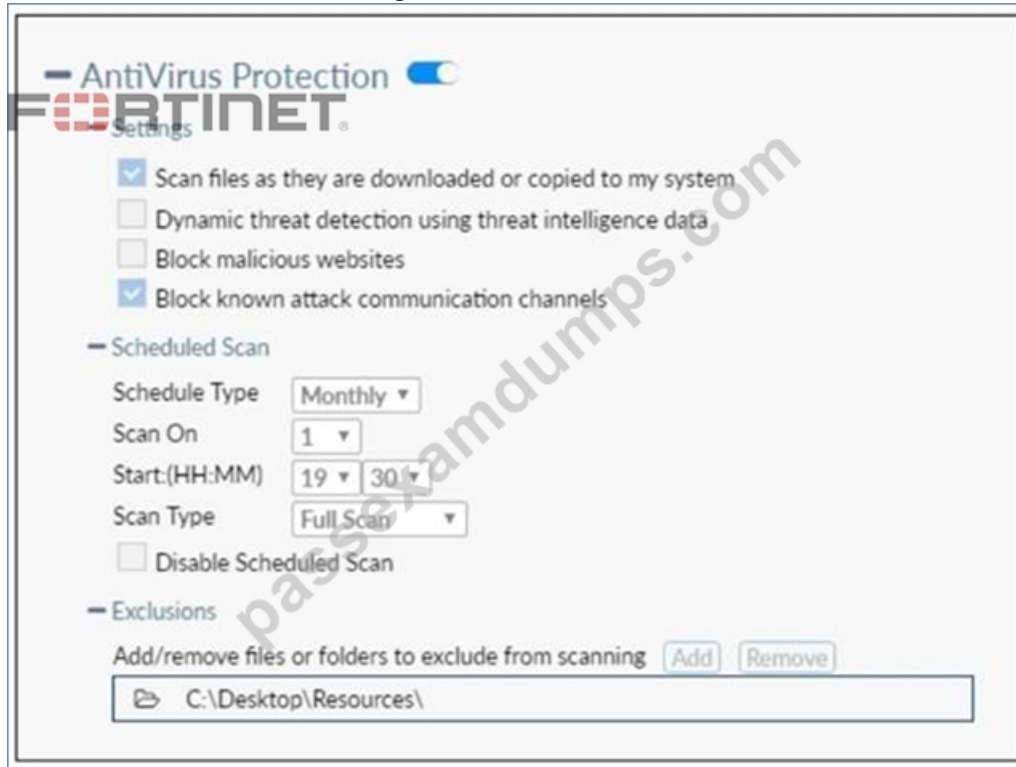 AntiVirus Protection
FORTINET®
Settings
Scan files as they are downloaded or copied to my system
Dynamic threat detection using threat intelligence data
Block malicious websites
Block known attack communication channels
Scheduled Scan
Schedule Type Monthly
Scan On 1
Start:(HH:MM) 19 30
Scan Type Full Scan
Disable Scheduled Scan
Exclusions
Add/remove files or folders to exclude from scanning Add Remove
C:\Desktop\Resources\
passexamdumps.com